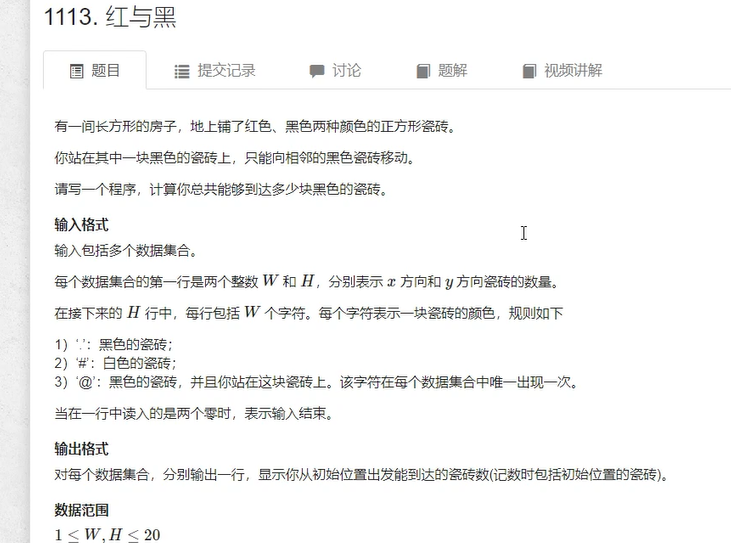 1113. 红与黑
题目 提交记录 讨论 题解 视频讲解
有一间长方形的房子，地上铺了红色、黑色两种颜色的正方形瓷砖。
你站在其中一块黑色的瓷砖上，只能向相邻的黑色瓷砖移动。
请写一个程序，计算你总共能够到达多少块黑色的瓷砖。
输入格式
输入包括多个数据集合。
每个数据集合的第一行是两个整数 W 和 H，分别表示 x 方向和 y 方向瓷砖的数量。
在接下来的 H 行中，每行包括 W 个字符。每个字符表示一块瓷砖的颜色，规则如下
1）‘.’：黑色的瓷砖；
2）‘#’：白色的瓷砖；
3）‘@’：黑色的瓷砖，并且你站在这块瓷砖上。该字符在每个数据集合中唯一出现一次。
当在一行中读入的是两个零时，表示输入结束。
输出格式
对每个数据集合，分别输出一行，显示你从初始位置出发能到达的瓷砖数(记数时包括初始位置的瓷砖)。
数据范围
1 ≤ W, H ≤ 20